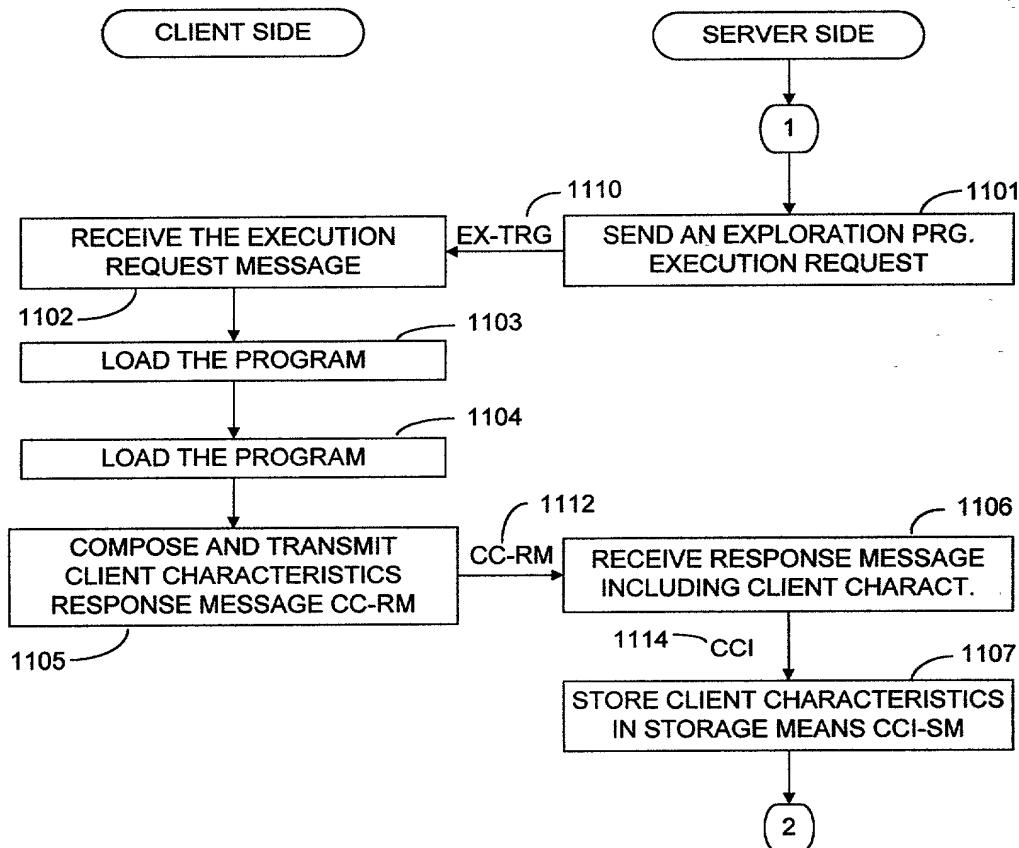 CLIENT SIDE
SERVER SIDE
1
1110
1101
EX-TRG
RECEIVE THE EXECUTION
REQUEST MESSAGE
SEND AN EXPLORATION PRG.
EXECUTION REQUEST
1102
1103
LOAD THE PROGRAM
1104
LOAD THE PROGRAM
1112
1106
COMPOSE AND TRANSMIT
CLIENT CHARACTERISTICS
RESPONSE MESSAGE CC-RM
CC-RM
RECEIVE RESPONSE MESSAGE
INCLUDING CLIENT CHARACT.
1105
1114
CCI
1107
STORE CLIENT CHARACTERISTICS
IN STORAGE MEANS CCI-SM
2